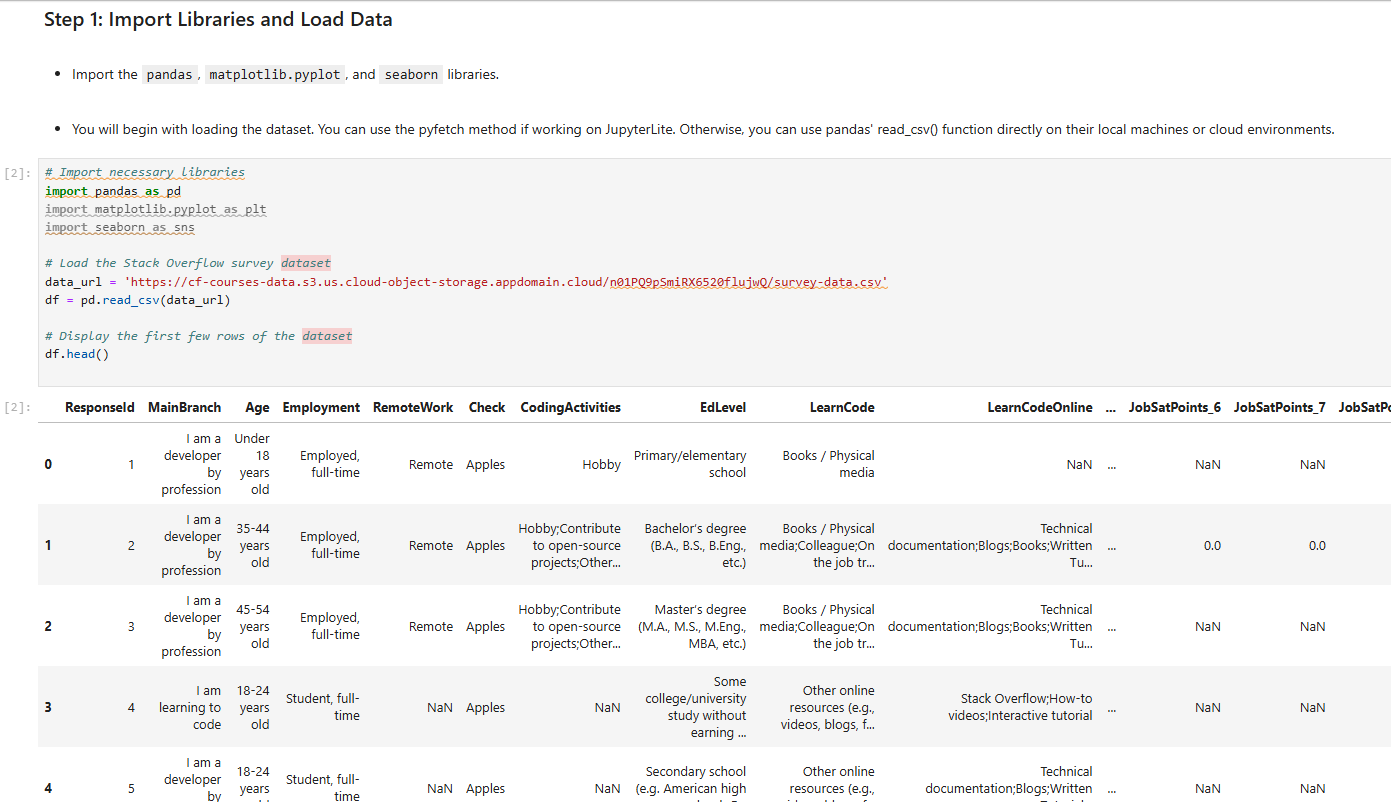 Step 1: Import Libraries and Load Data
• Import the pandas, matplotlib.pyplot, and seaborn libraries.
• You will begin with loading the dataset. You can use the pyfetch method if working on JupyterLite. Otherwise, you can use pandas' read_csv() function directly on their local machines or cloud environments.
[2]:
# Import necessary libraries
import pandas as pd
import matplotlib.pyplot as plt
import seaborn as sns
# Load the Stack Overflow survey dataset
data_url = 'https://cf-courses-data.s3.us.cloud-object-storage.appdomain.cloud/n01PQ9pSmiRX6520flujwQ/survey-data.csv'
df = pd.read_csv(data_url)
# Display the first few rows of the dataset
df.head()
[2]:
ResponseId MainBranch Age Employment RemoteWork Check CodingActivities EdLevel LearnCode LearnCodeOnline ... JobSatPoints_6 JobSatPoints_7
I am a Under
developer 18 Employed, Primary/elementary Books / Physical
0 1 by years full-time Remote Apples Hobby school media NaN ... NaN NaN
profession old
I am a
developer 35-44 Employed, Hobby;Contribute Bachelor's degree Books / Physical Technical
1 2 by years full-time Remote Apples to open-source (B.A., B.S., B.Eng., media;Colleague;On documentation;Blogs;Books;Written ... 0.0 0.0
profession old projects;Other... etc.) the job tr... Tu...
I am a
developer 45-54 Employed, Hobby;Contribute Master's degree Books / Physical Technical
2 3 by years full-time Remote Apples to open-source (M.A., M.S., M.Eng., media;Colleague;On documentation;Blogs;Books;Written ... NaN NaN
profession old projects;Other... MBA, etc.) the job tr... Tu...
Some
I am 18-24 Student, full- college/university Other online Stack Overflow;How-to
3 4 learning to years time NaN Apples NaN study without resources (e.g., videos;Interactive tutorial ... NaN NaN
code old earning ... videos, blogs, f...
I am a
developer 18-24 Student, full- Secondary school Other online Technical
4 5 by years time NaN Apples NaN (e.g. American high resources (e.g., documentation;Blogs;Books;Written ... NaN NaN